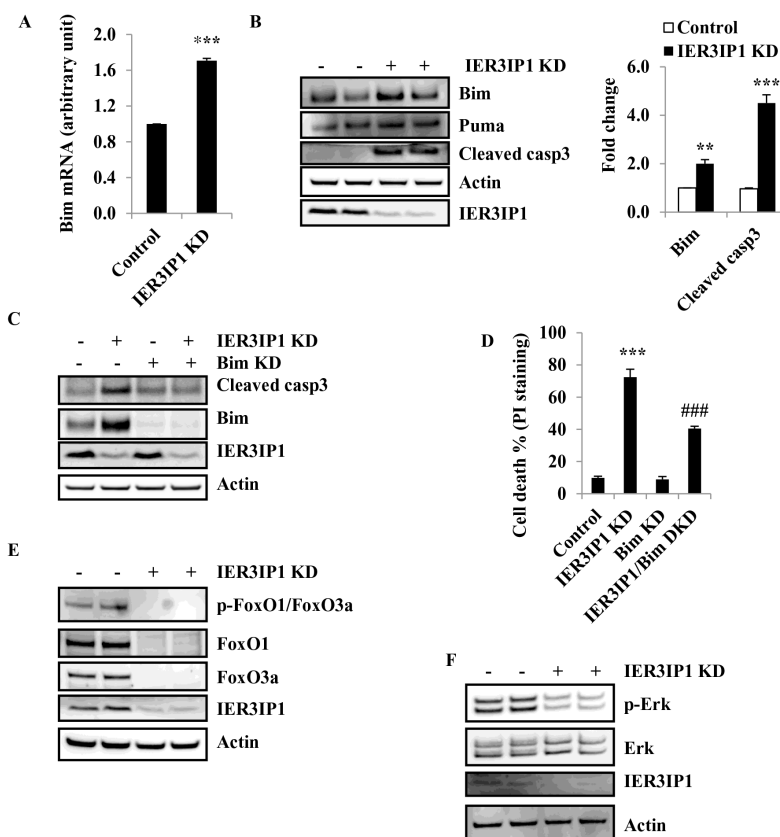 A
Bim mRNA (arbitrary unit)
2.0
1.6
1.2
0.8
0.4
0.0
***
Control
IER3IP1 KD
B
- - + + IER3IP1 KD
Bim
Puma
Cleaved casp3
Actin
IER3IP1
Control
IER3IP1 KD
Fold change
6.0
4.0
2.0
0.0
**
***
Bim
Cleaved casp3
C
- + - + IER3IP1 KD
- - + + Bim KD
Cleaved casp3
Bim
IER3IP1
Actin
D
Cell death % (PI staining)
100
80
60
40
20
0
***
###
Control
IER3IP1 KD
Bim KD
IER3IP1/Bim DKD
E
- - + + IER3IP1 KD
p-FoxO1/FoxO3a
FoxO1
FoxO3a
IER3IP1
Actin
F
- - + + IER3IP1 KD
p-Erk
Erk
IER3IP1
Actin